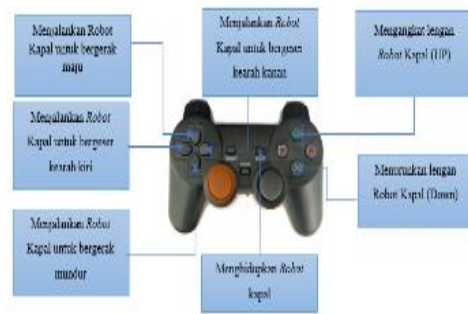 Menjalankan Robot
Kapal untuk bergerak
maju
Menjalankan Robot
Kapal untuk bergeser
kearah kanan
Mengangkat lengan
Robot Kapal (UP)
Menjalankan Robot
Kapal untuk bergeser
kearah kiri
Menurunkan lengan
Robot Kapal (Down)
Menjalankan Robot
Kapal untuk bergerak
mundur
Menghidupkan Robot
kapal